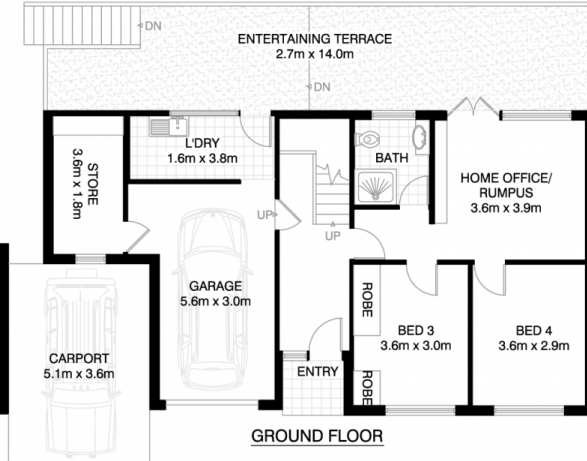 DN
ENTERTAINING TERRACE
2.7m x 14.0m
DN
L'DRY
1.6m x 3.8m
BATH
STORE
3.6m x 1.8m
HOME OFFICE/
RUMPUS
3.6m x 3.9m
UP
UP
GARAGE
5.6m x 3.0m
ROBE
BED 3
3.6m x 3.0m
BED 4
3.6m x 2.9m
CARPORT
5.1m x 3.6m
ENTRY
ROBE
GROUND FLOOR